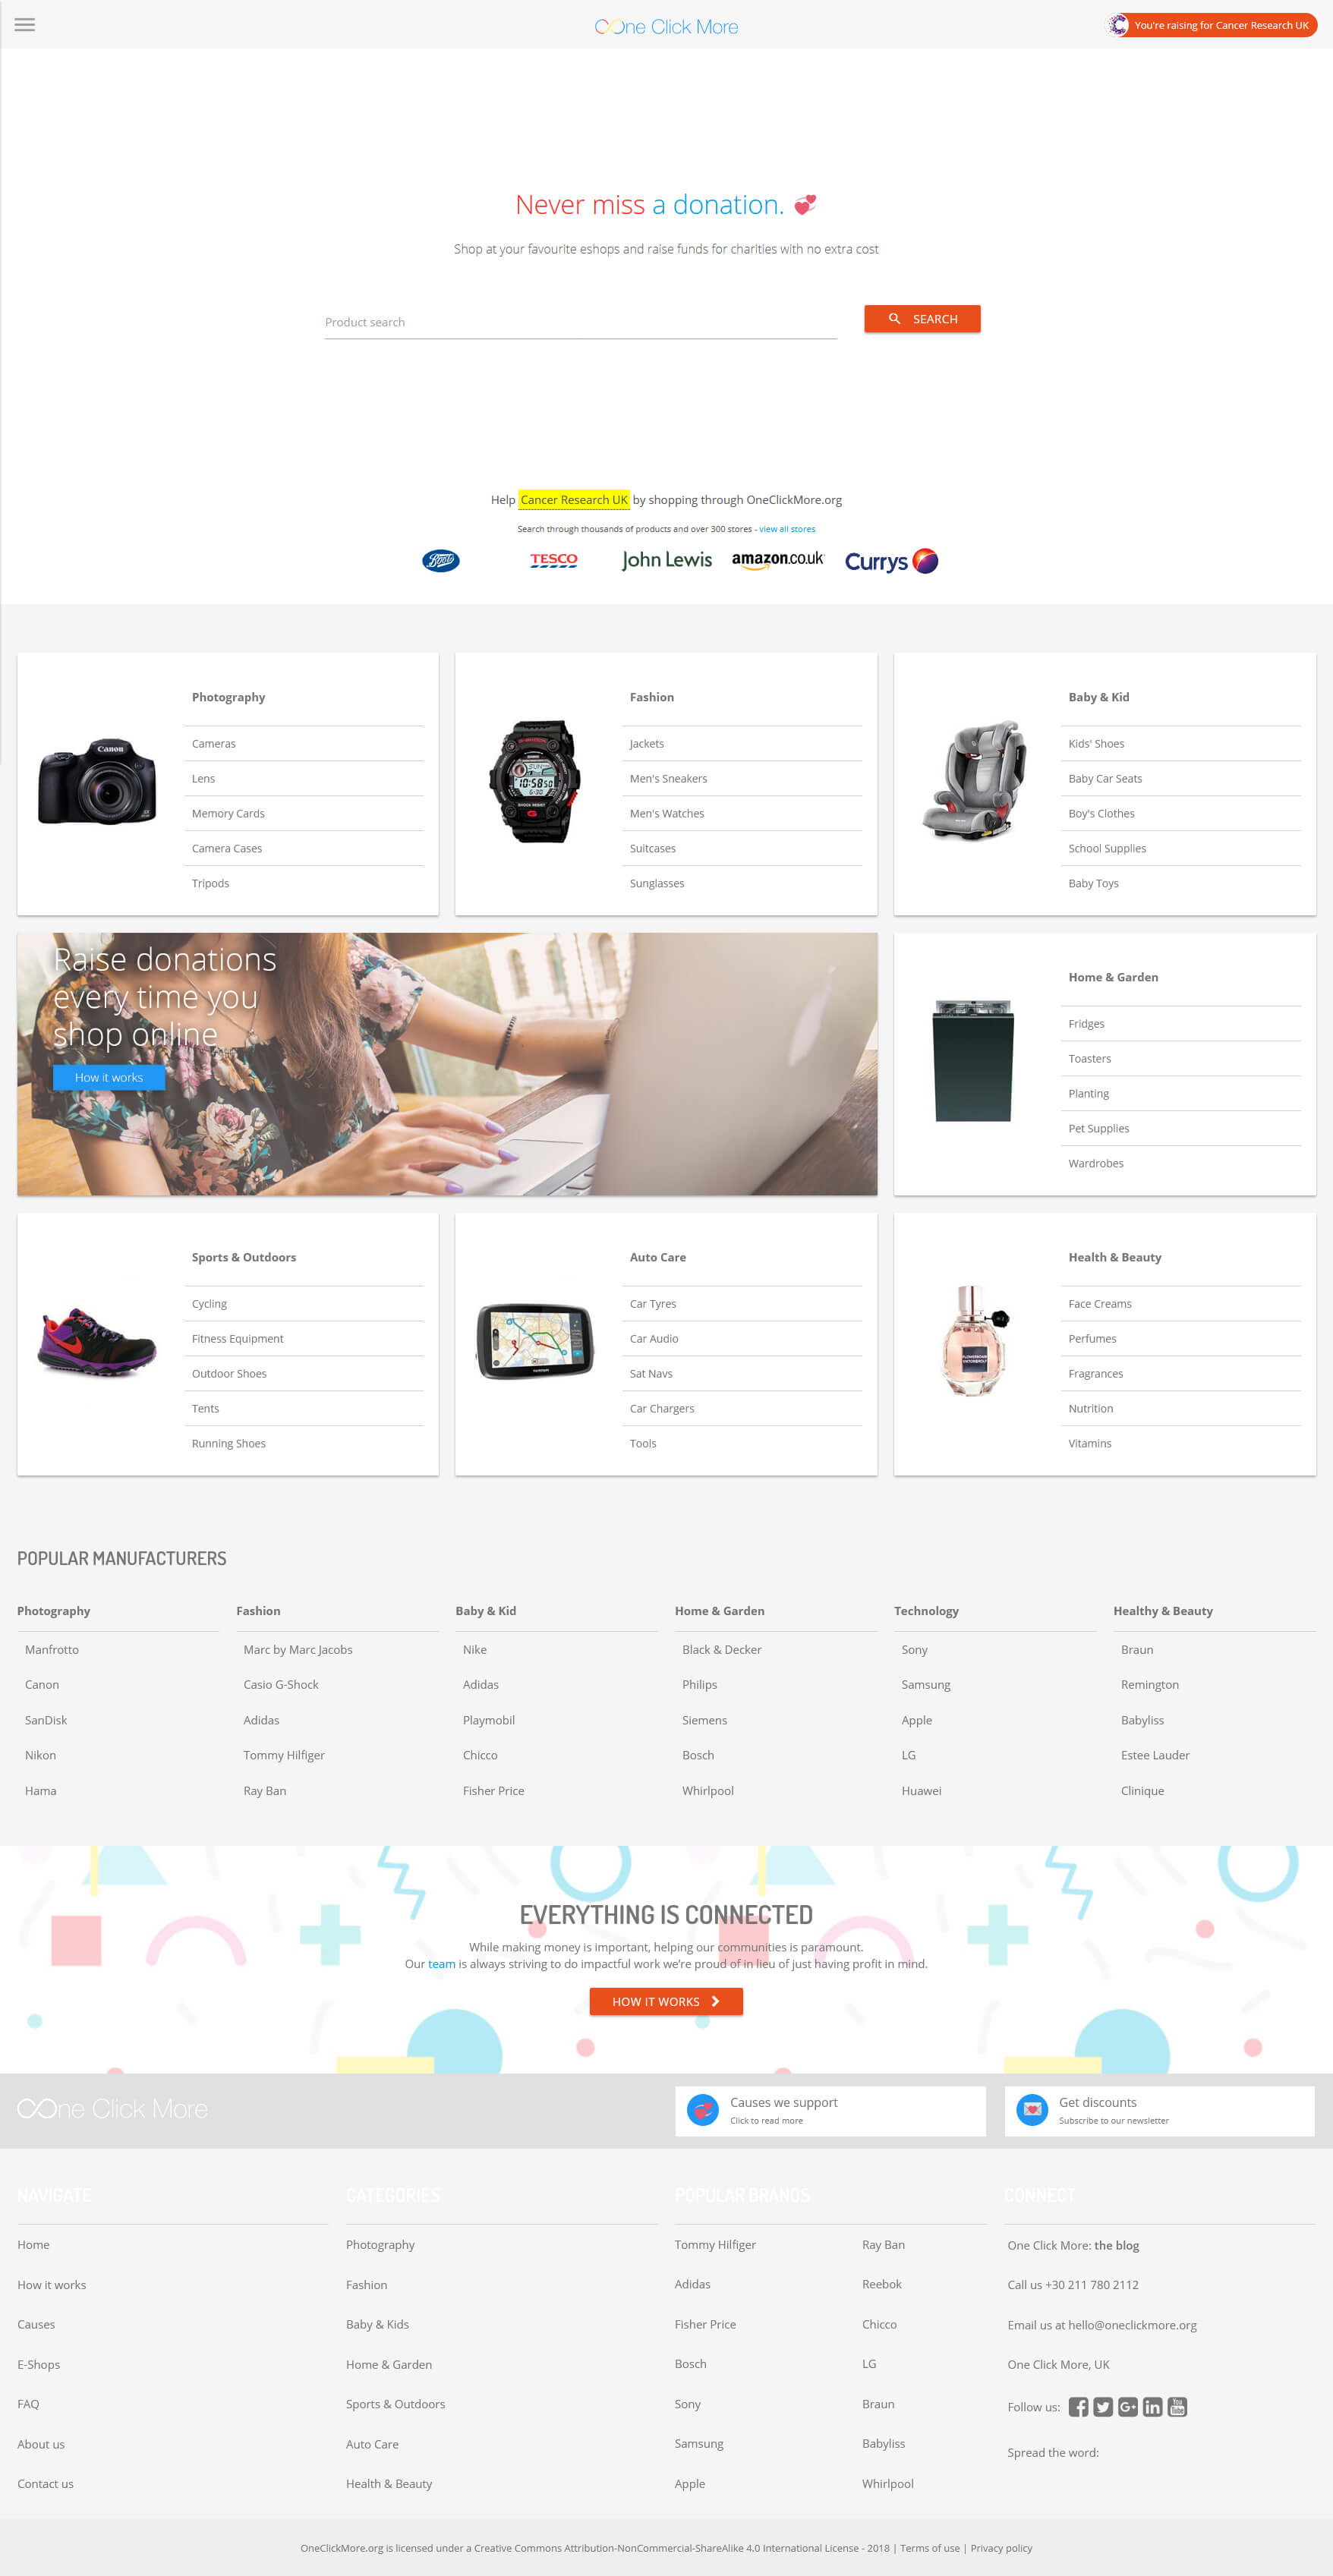 One Click More
You're raising for Cancer Research UK
Never miss a donation.
Shop at your favourite eshops and raise funds for charities with no extra cost
Product search
SEARCH
Help Cancer Research UK by shopping through OneClickMore.org
Search through thousands of products and over 300 stores - view all stores
Boots
TESCO
John Lewis
amazon.co.uk
Currys
Photography
Canon
Cameras
Lens
Memory Cards
Camera Cases
Tripods
Fashion
10:58 50
6-30
Jackets
Men's Sneakers
Men's Watches
Suitcases
Sunglasses
Baby & Kid
Kids' Shoes
Baby Car Seats
Boy's Clothes
School Supplies
Baby Toys
Raise donations
every time you
shop online
How it works
Home & Garden
Fridges
Toasters
Planting
Pet Supplies
Wardrobes
Sports & Outdoors
Cycling
Fitness Equipment
Outdoor Shoes
Tents
Running Shoes
Auto Care
Car Tyres
Car Audio
Sat Navs
Car Chargers
Tools
Health & Beauty
Face Creams
Perfumes
Fragrances
Nutrition
Vitamins
POPULAR MANUFACTURERS
Photography
Manfrotto
Canon
SanDisk
Nikon
Hama
Fashion
Marc by Marc Jacobs
Casio G-Shock
Adidas
Tommy Hilfiger
Ray Ban
Baby & Kid
Nike
Adidas
Playmobil
Chicco
Fisher Price
Home & Garden
Black & Decker
Philips
Siemens
Bosch
Whirlpool
Technology
Sony
Samsung
Apple
LG
Huawei
Healthy & Beauty
Braun
Remington
Babyliss
Estee Lauder
Clinique
EVERYTHING IS CONNECTED
While making money is important, helping our communities is paramount.
Our team is always striving to do impactful work we're proud of in lieu of just having profit in mind.
HOW IT WORKS
One Click More
Causes we support
Click to read more
Get discounts
Subscribe to our newsletter
NAVIGATE
Home
How it works
Causes
E-Shops
FAQ
About us
Contact us
CATEGORIES
Photography
Fashion
Baby & Kids
Home & Garden
Sports & Outdoors
Auto Care
Health & Beauty
POPULAR BRANDS
Tommy Hilfiger
Adidas
Fisher Price
Bosch
Sony
Samsung
Apple
Ray Ban
Reebok
Chicco
LG
Braun
Babyliss
Whirlpool
CONNECT
One Click More: the blog
Call us +30 211 780 2112
Email us at hello@oneclickmore.org
One Click More, UK
Follow us:
Spread the word:
OneClickMore.org is licensed under a Creative Commons Attribution-NonCommercial-ShareAlike 4.0 International License - 2018 | Terms of use | Privacy policy